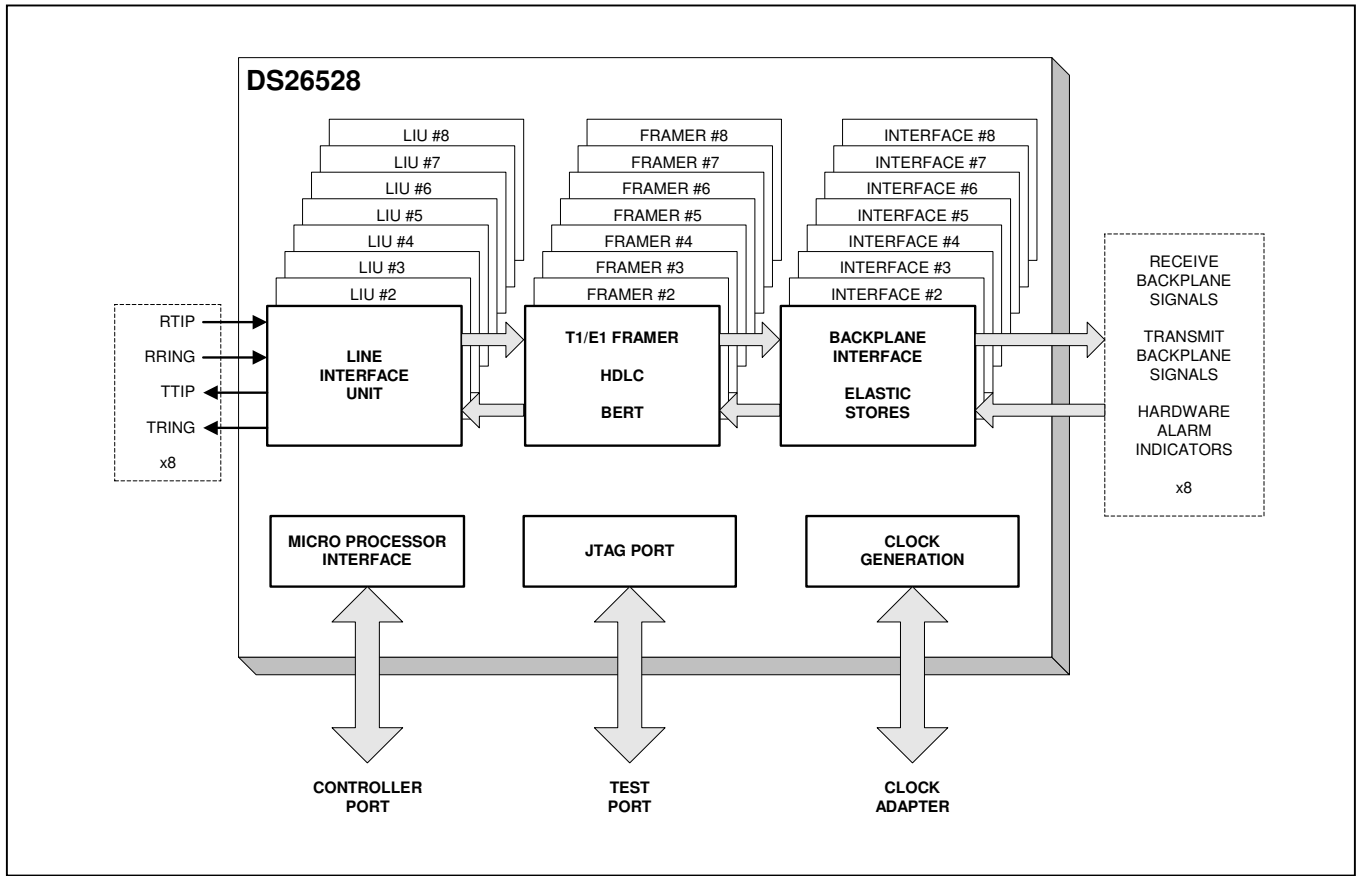 DS26528
LIU #8
LIU #7
LIU #6
LIU #5
LIU #4
LIU #3
LIU #2
LINE
INTERFACE
UNIT
FRAMER #8
FRAMER #7
FRAMER #6
FRAMER #5
FRAMER #4
FRAMER #3
FRAMER #2
T1/E1 FRAMER
HDLC
BERT
INTERFACE #8
INTERFACE #7
INTERFACE #6
INTERFACE #5
INTERFACE #4
INTERFACE #3
INTERFACE #2
BACKPLANE
INTERFACE
ELASTIC
STORES
RTIP
RRING
TTIP
TRING
x8
RECEIVE
BACKPLANE
SIGNALS
TRANSMIT
BACKPLANE
SIGNALS
HARDWARE
ALARM
INDICATORS
x8
MICRO PROCESSOR
INTERFACE
JTAG PORT
CLOCK
GENERATION
CONTROLLER
PORT
TEST
PORT
CLOCK
ADAPTER